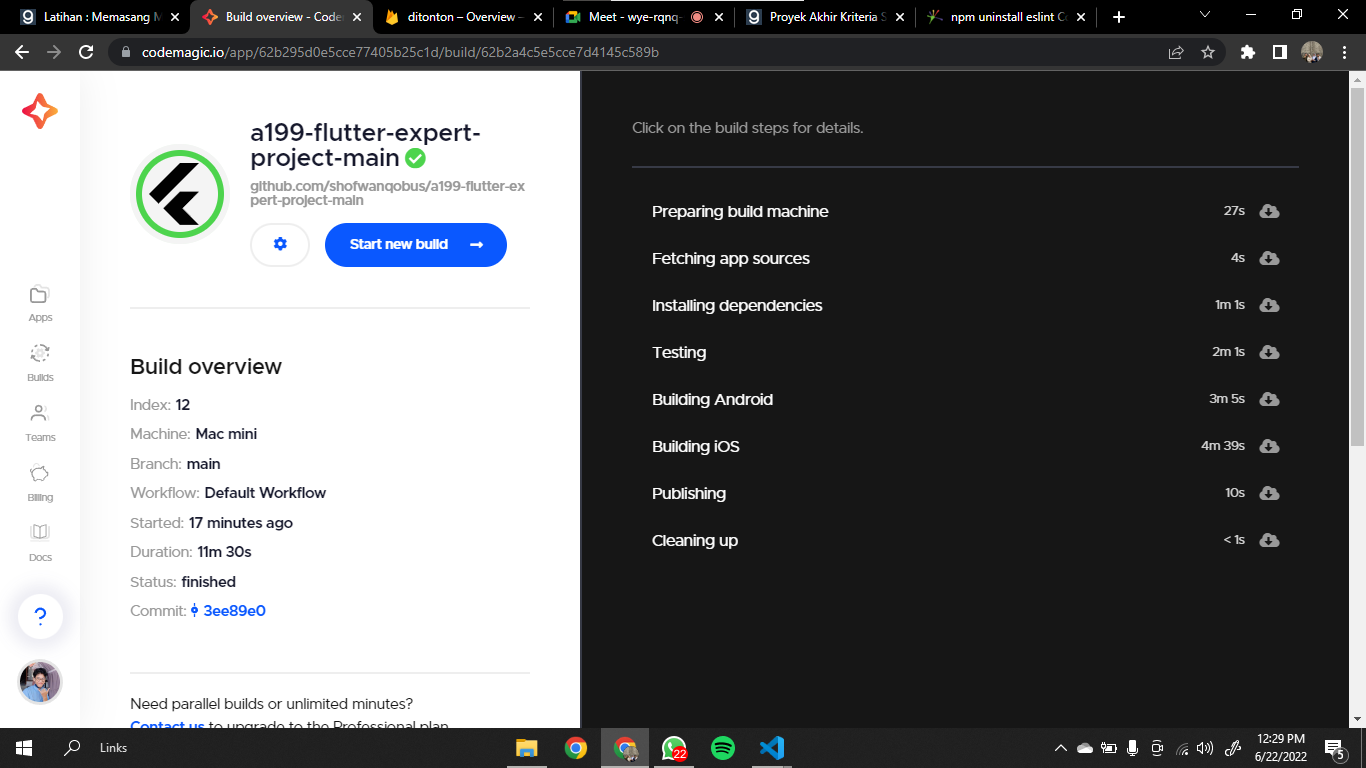 Latihan : Memasang M
Build overview - Code
ditonton – Overview –
Meet - wye-rqnq-
Proyek Akhir Kriteria S
npm uninstall eslint Co
codemagic.io/app/62b295d0e5cce77405b25c1d/build/62b2a4c5e5cce7d4145c589b
a199-flutter-expert-
project-main
github.com/shofwanqobus/a199-flutter-ex
pert-project-main
Start new build
Apps
Builds
Teams
Billing
Docs
?
Build overview
Index: 12
Machine: Mac mini
Branch: main
Workflow: Default Workflow
Started: 17 minutes ago
Duration: 11m 30s
Status: finished
Commit: 3ee89e0
Need parallel builds or unlimited minutes?
Contact us to upgrade to the Professional plan
Click on the build steps for details.
Preparing build machine 27s
Fetching app sources 4s
Installing dependencies 1m 1s
Testing 2m 1s
Building Android 3m 5s
Building iOS 4m 39s
Publishing 10s
Cleaning up < 1s
Links
22
12:29 PM
6/22/2022
5